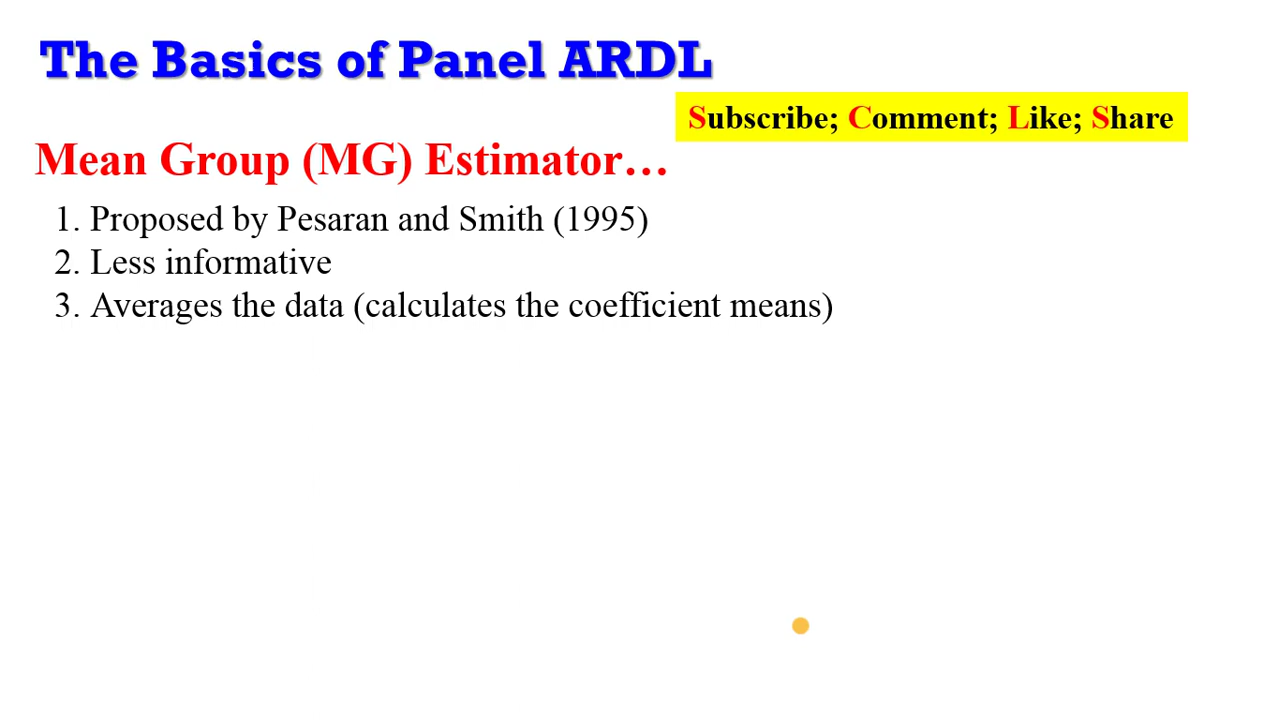 The Basics of Panel ARDL
Subscribe; Comment; Like; Share
Mean Group (MG) Estimator…
1. Proposed by Pesaran and Smith (1995)
2. Less informative
3. Averages the data (calculates the coefficient means)